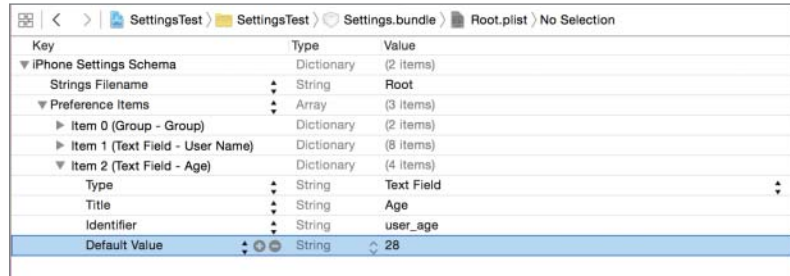 SettingsTest SettingsTest Settings.bundle Root.plist No Selection
Key Type Value
iPhone Settings Schema Dictionary (2 items)
Strings Filename String Root
Preference Items Array (3 items)
Item 0 (Group - Group) Dictionary (2 items)
Item 1 (Text Field - User Name) Dictionary (8 items)
Item 2 (Text Field - Age) Dictionary (4 items)
Type String Text Field
Title String Age
Identifier String user_age
Default Value String 28